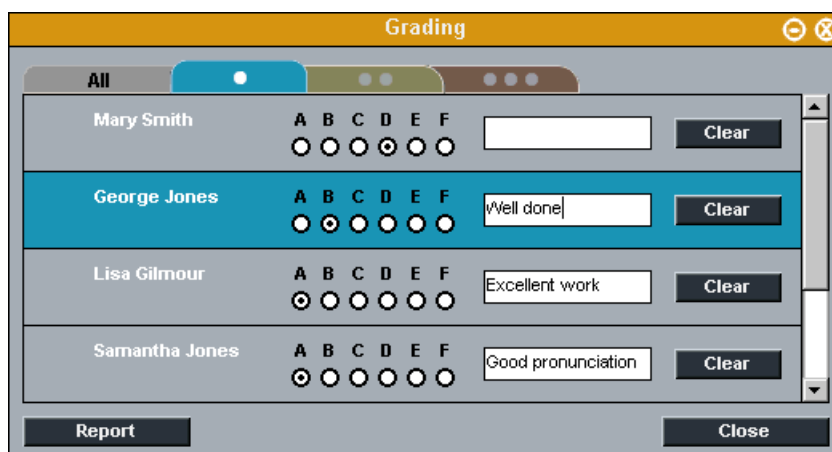 Grading
All
Mary Smith A B C D E F Clear
George Jones A B C D E F Well done Clear
Lisa Gilmour A B C D E F Excellent work Clear
Samantha Jones A B C D E F Good pronunciation Clear
Report Close